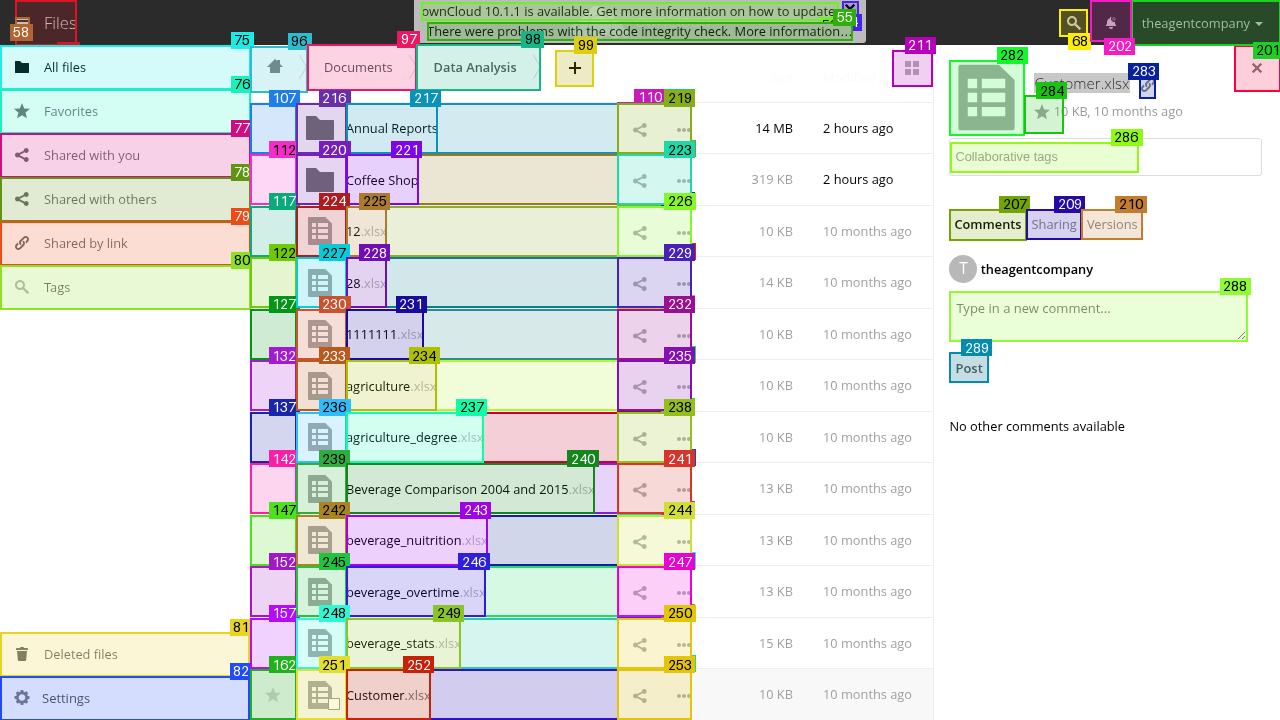 ownCloud 10.1.1 is available. Get more information on how to update
There were problems with the code integrity check. More information...
Files
theagentcompany
58
55
68
202
201
75
96
97
98
99
211
All files
Documents
Data Analysis
+
76
Favorites
77
Shared with you
78
Shared with others
79
Shared by link
80
Tags
81
Deleted files
82
Settings
107
216
217
110
219
Annual Reports
14 MB
2 hours ago
112
220
221
223
Coffee Shop
319 KB
2 hours ago
117
224
225
226
12.xlsx
10 KB
10 months ago
122
227
228
229
28.xlsx
14 KB
10 months ago
127
230
231
232
1111111.xlsx
10 KB
10 months ago
132
233
234
235
agriculture.xlsx
10 KB
10 months ago
137
236
237
238
agriculture_degree.xlsx
10 KB
10 months ago
142
239
240
241
Beverage Comparison 2004 and 2015.xlsx
13 KB
10 months ago
147
242
243
244
beverage_nuitrition.xlsx
13 KB
10 months ago
152
245
246
247
beverage_overtime.xlsx
13 KB
10 months ago
157
248
249
250
beverage_stats.xlsx
15 KB
10 months ago
162
251
252
253
Customer.xlsx
10 KB
10 months ago
282
283
284
10 KB, 10 months ago
286
Collaborative tags
207
209
210
Comments
Sharing
Versions
T
theagentcompany
288
Type in a new comment...
289
Post
No other comments available